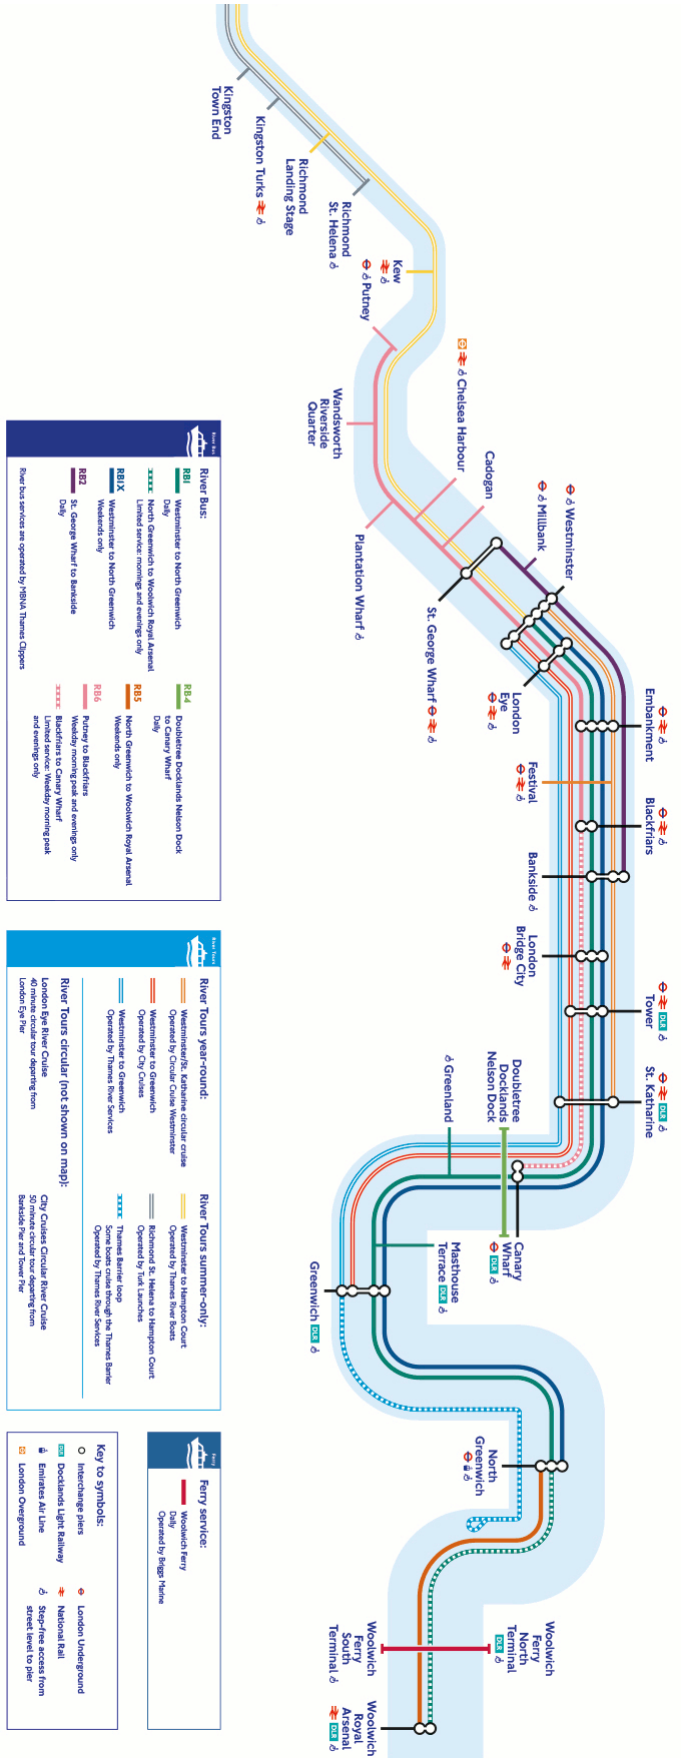 Kingston
Town End
Kingston Turks
Richmond
Landing Stage
Richmond
St. Helena
Kew
Putney
Wandsworth
Riverside
Quarter
Chelsea Harbour
Cadogan
Plantation Wharf
Millbank
Westminster
St. George Wharf
London
Eye
Embankment
Festival
Blackfriars
Bankside
London
Bridge City
Tower
DLR
St. Katharine
DLR
Doubletree
Docklands
Nelson Dock
Greenland
Canary
Wharf
DLR
Masthouse
Terrace DLR
Greenwich DLR
North
Greenwich
Woolwich
Ferry
North
Terminal
DLR
Woolwich
Ferry
South
Terminal
Woolwich
Royal
Arsenal
DLR
River Bus
River Bus:
RB1
Westminster to North Greenwich
Daily
North Greenwich to Woolwich Royal Arsenal
Limited service: mornings and evenings only
RB1X
Westminster to North Greenwich
Weekends only
RB2
St. George Wharf to Bankside
Daily
RB4
Doubletree Docklands Nelson Dock
to Canary Wharf
Daily
RB5
North Greenwich to Woolwich Royal Arsenal
Weekends only
RB6
Putney to Blackfriars
Weekday morning peak and evenings only
Blackfriars to Canary Wharf
Limited service: Weekday morning peak
and evenings only
River bus services are operated by MBNA Thames Clippers
River Tours
River Tours year-round:
Westminster/St. Katharine circular cruise
Operated by Circular Cruise Westminster
Westminster to Greenwich
Operated by City Cruises
Westminster to Greenwich
Operated by Thames River Services
River Tours summer-only:
Westminster to Hampton Court
Operated by Thames River Boats
Richmond St. Helena to Hampton Court
Operated by Turk Launches
Thames Barrier loop
Some boats cruise through the Thames Barrier
Operated by Thames River Services
River Tours circular (not shown on map):
London Eye River Cruise
40 minute circular tour departing from
London Eye Pier
City Cruises Circular River Cruise
50 minute circular tour departing from
Bankside Pier and Tower Pier
Ferry
Ferry service:
Woolwich Ferry
Daily
Operated by Briggs Marine
Key to symbols:
Interchange piers
DLR Docklands Light Railway
Emirates Air Line
London Overground
London Underground
National Rail
Step-free access from
street level to pier